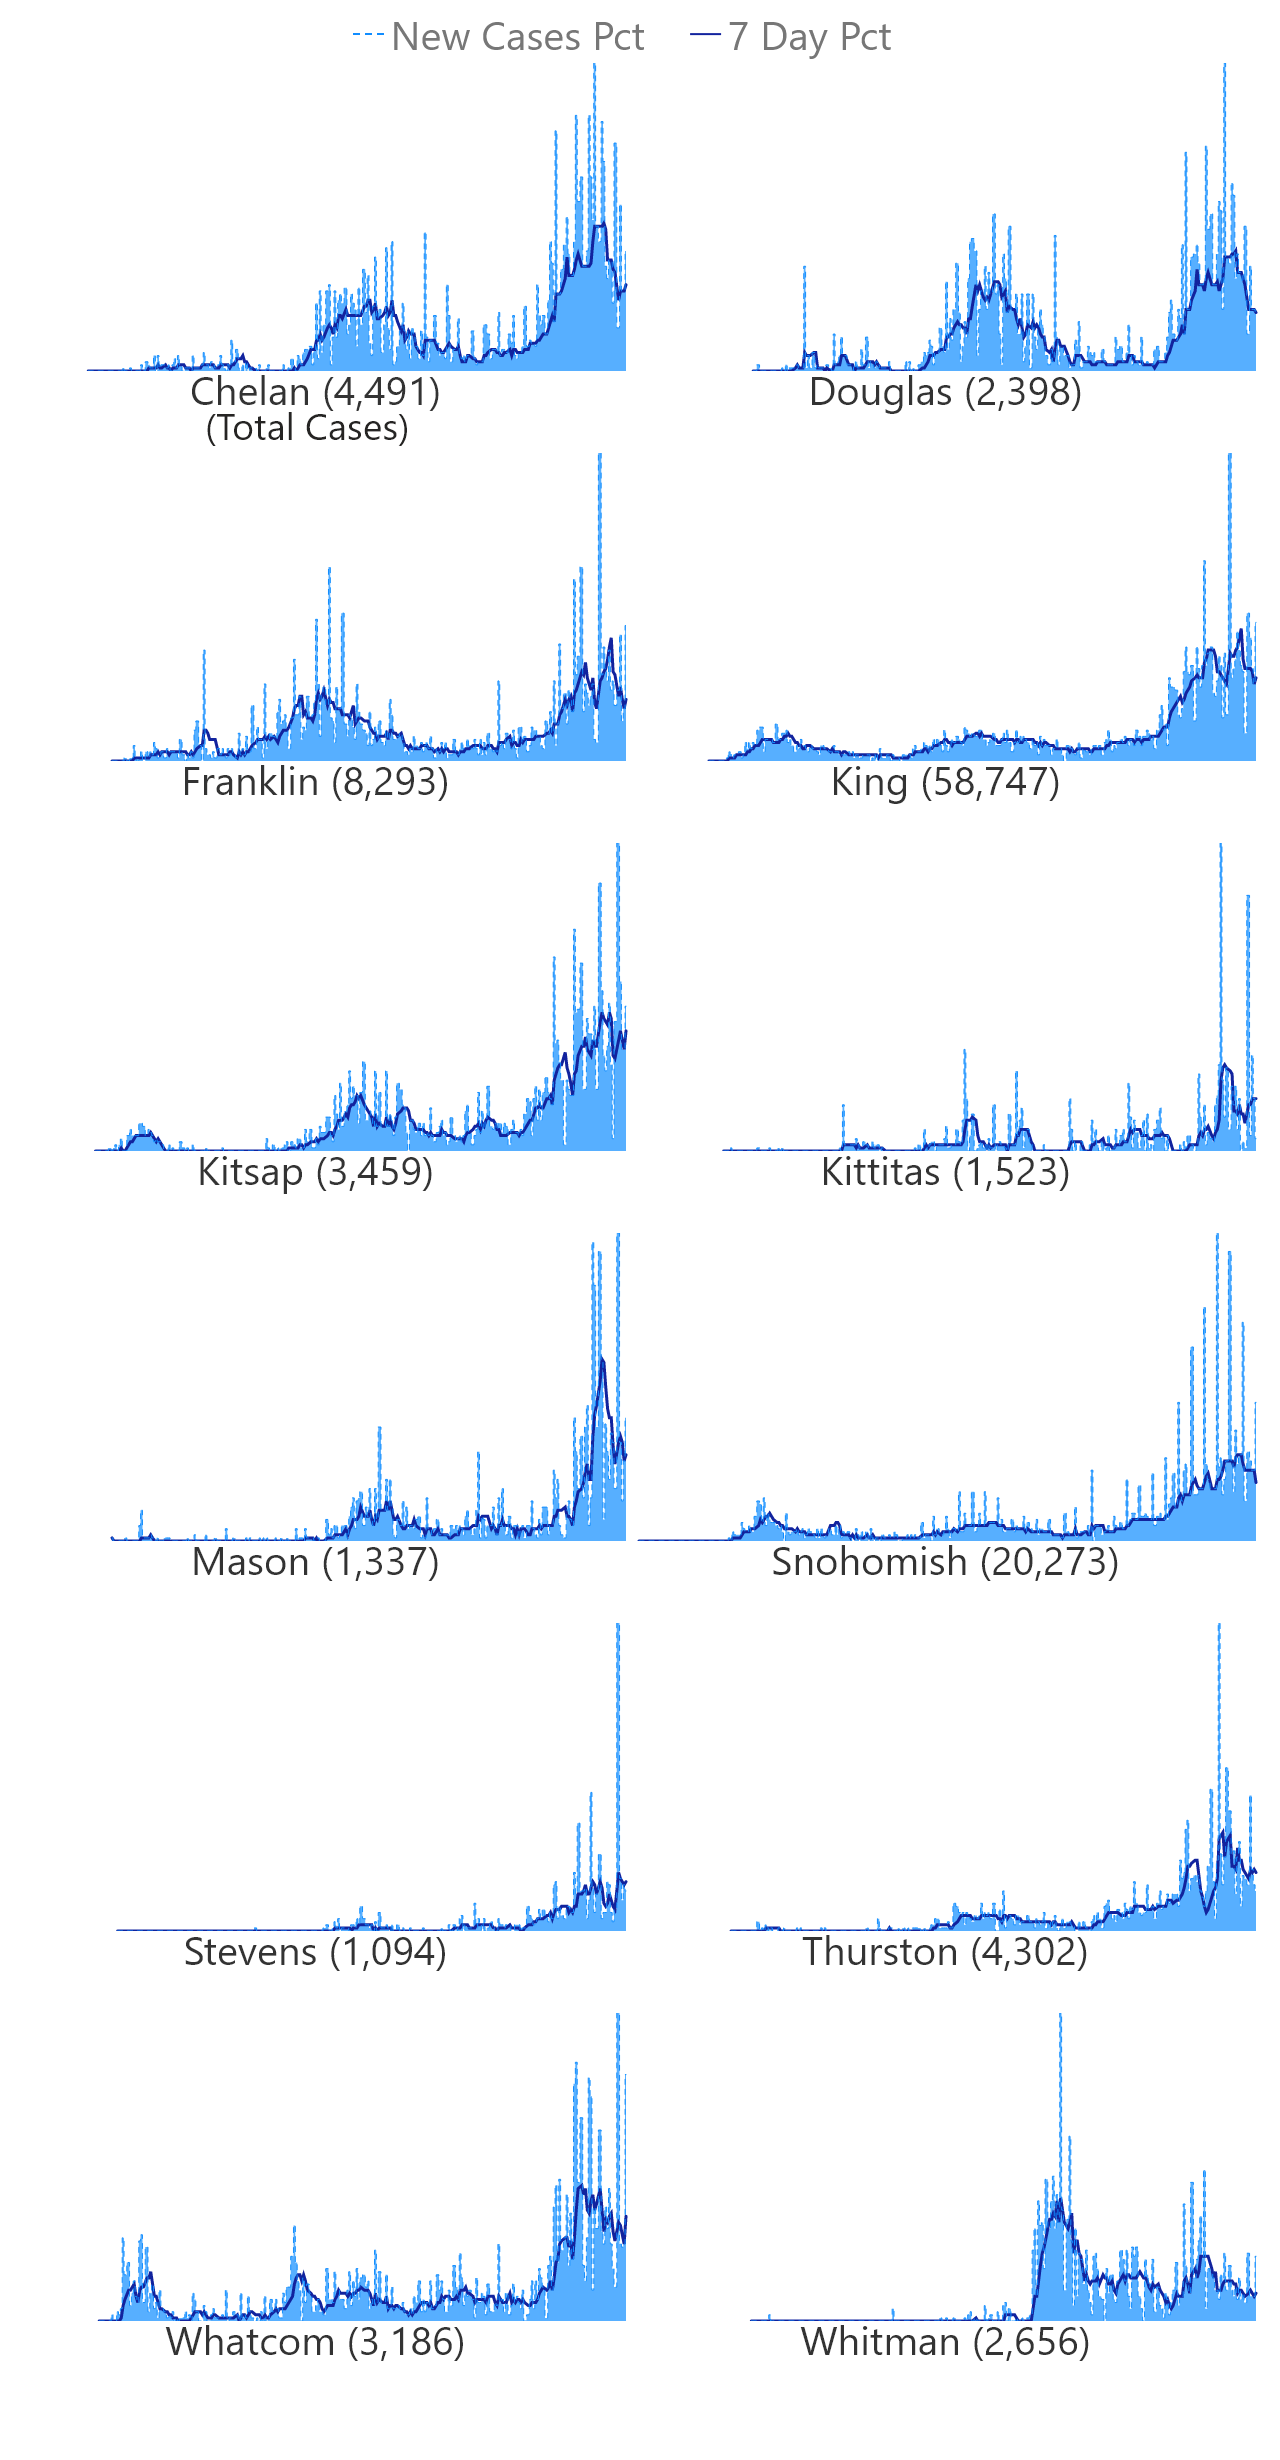 New Cases Pct 7 Day Pct
Chelan (4,491) Douglas (2,398)
(Total Cases)
Franklin (8,293) King (58,747)
Kitsap (3,459) Kittitas (1,523)
Mason (1,337) Snohomish (20,273)
Stevens (1,094) Thurston (4,302)
Whatcom (3,186) Whitman (2,656)